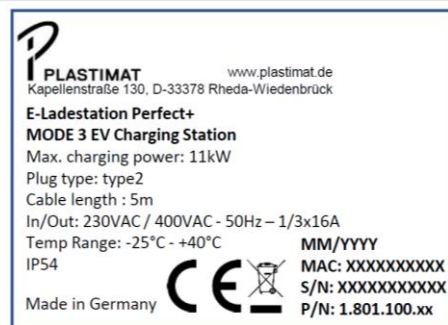 PLASTIMAT www.plastimat.de
Kapellenstraße 130, D-33378 Rheda-Wiedenbrück
E-Ladestation Perfect+
MODE 3 EV Charging Station
Max. charging power: 11kW
Plug type: type2
Cable length : 5m
In/Out: 230VAC / 400VAC - 50Hz – 1/3x16A
Temp Range: -25°C - +40°C
IP54
Made in Germany
CE
MM/YYYY
MAC: XXXXXXXXXX
S/N: XXXXXXXXXXX
P/N: 1.801.100.xx